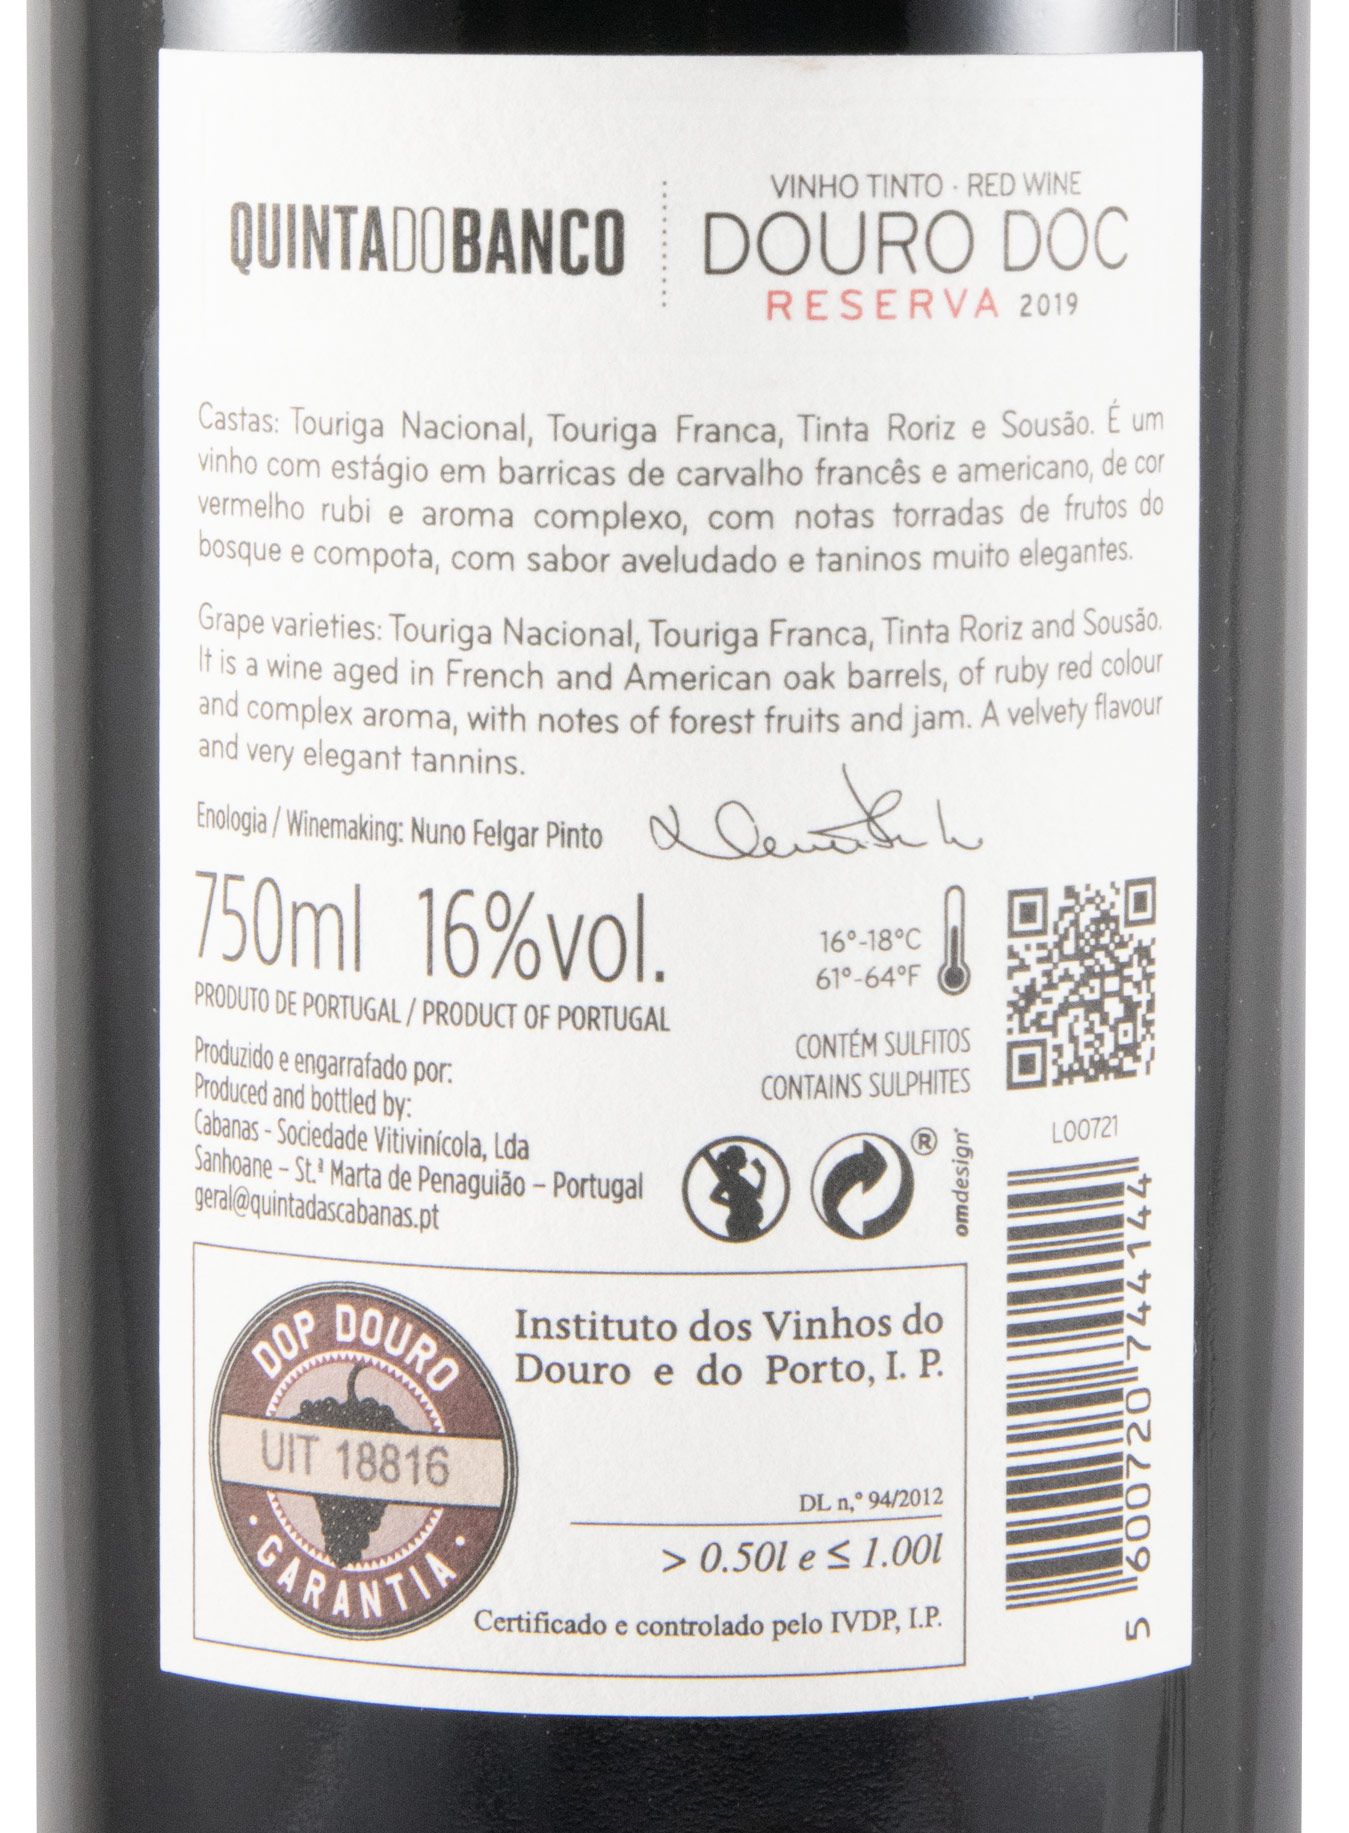 QUINTADOBANCO
VINHO TINTO · RED WINE
DOURO DOC
RESERVA 2019
Castas: Touriga Nacional, Touriga Franca, Tinta Roriz e Sousão. É um
vinho com estágio em barricas de carvalho francês e americano, de cor
vermelho rubi e aroma complexo, com notas torradas de frutos do
bosque e compota, com sabor aveludado e taninos muito elegantes.
Grape varieties: Touriga Nacional, Touriga Franca, Tinta Roriz and Sousão.
It is a wine aged in French and American oak barrels, of ruby red colour
and complex aroma, with notes of forest fruits and jam. A velvety flavour
and very elegant tannins.
Enologia / Winemaking: Nuno Felgar Pinto
750ml 16%vol.
PRODUTO DE PORTUGAL / PRODUCT OF PORTUGAL
16º-18ºC
61º-64ºF
CONTÉM SULFITOS
CONTAINS SULPHITES
Produzido e engarrafado por:
Produced and bottled by:
Cabanas - Sociedade Vitivinícola, Lda
Sanhoane – St.ª Marta de Penaguião – Portugal
geral@quintadascabanas.pt
®
omdesign
L00721
5 600720 744144
DOP DOURO
UIT 18816
· GARANTIA ·
Instituto dos Vinhos do
Douro e do Porto, I. P.
DL n,º 94/2012
> 0.50l e ≤ 1.00l
Certificado e controlado pelo IVDP, I.P.